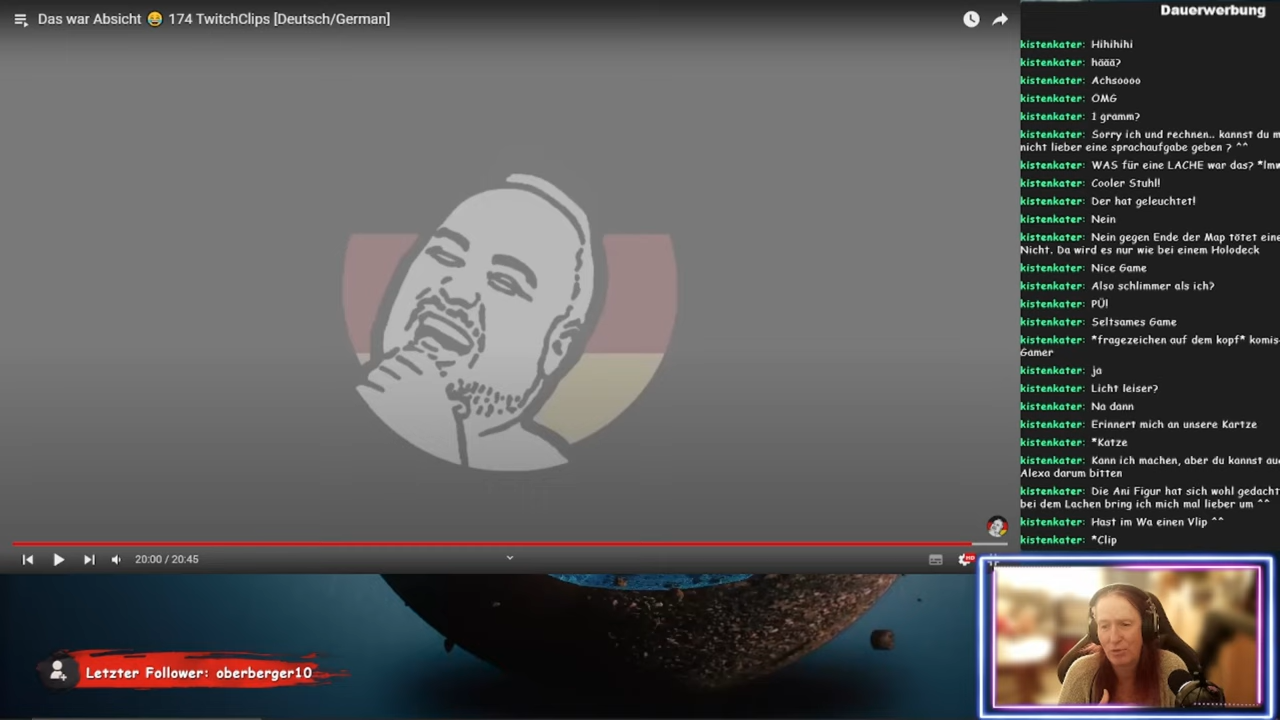 Das war Absicht 😂 174 TwitchClips [Deutsch/German]
Dauerwerbung
kistenkater: Hihihihi
kistenkater: hããã?
kistenkater: Achsoooo
kistenkater: OMG
kistenkater: 1 gramm?
kistenkater: Sorry ich und rechnen.. kannst du m
nicht lieber eine sprachaufgabe geben ? ^^
kistenkater: WAS für eine LACHE war das? *lmw
kistenkater: Cooler Stuhl!
kistenkater: Der hat geleuchtet!
kistenkater: Nein
kistenkater: Nein gegen Ende der Map tötet eine
Nicht. Da wird es nur wie bei einem Holodeck
kistenkater: Nice Game
kistenkater: Also schlimmer als ich?
kistenkater: PÜ!
kistenkater: Seltsames Game
kistenkater: *fragezeichen auf dem kopf* komis
Gamer
kistenkater: ja
kistenkater: Licht leiser?
kistenkater: Na dann
kistenkater: Erinnert mich an unsere Kartze
kistenkater: *Katze
kistenkater: Kann ich machen, aber du kannst au
Alexa darum bitten
kistenkater: Die Ani Figur hat sich wohl gedacht
bei dem Lachen bring ich mich mal lieber um ^^
kistenkater: Hast im Wa einen Vlip ^^
kistenkater: *Clip
20:00 / 20:45
HD
Letzter Follower: oberberger10